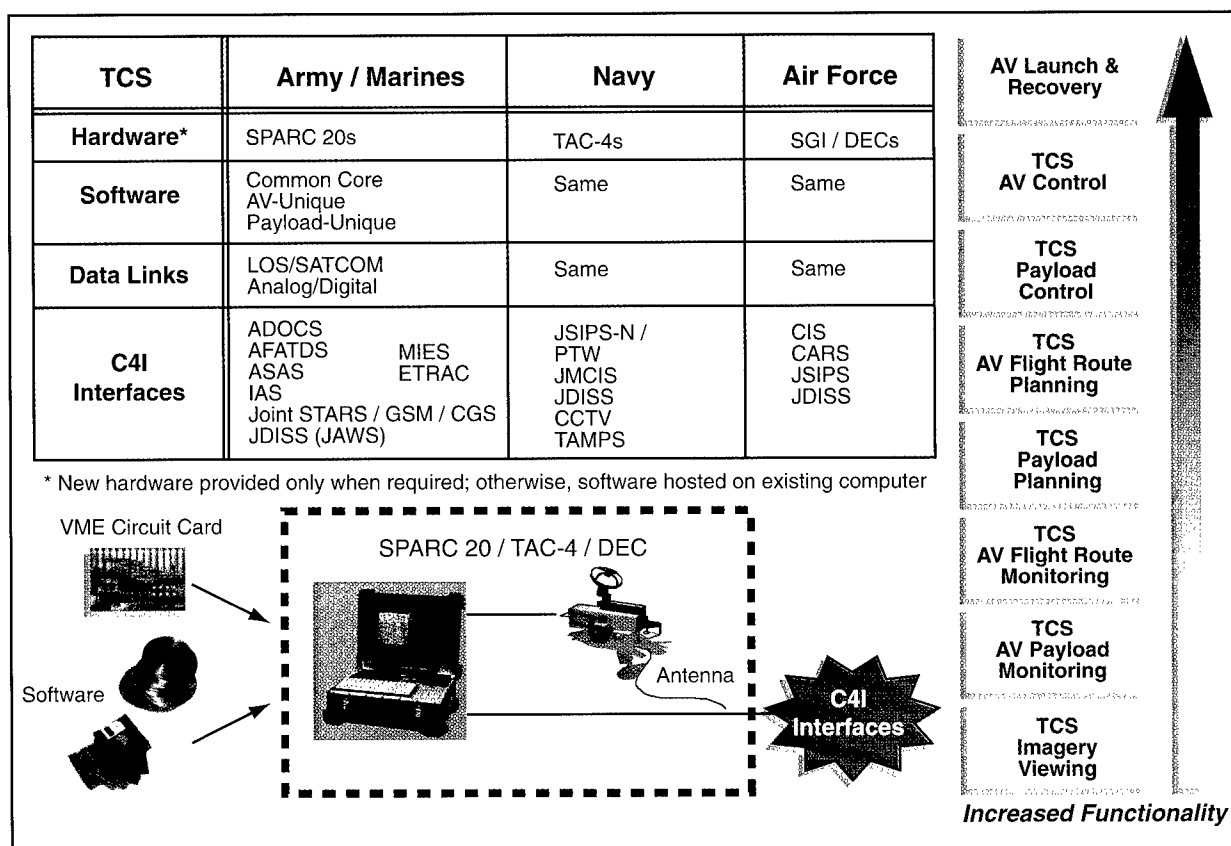 TCS
Army / Marines
Navy
Air Force
Hardware*
SPARC 20s
TAC-4s
SGI / DECs
Software
Common Core
AV-Unique
Payload-Unique
Same
Same
Data Links
LOS/SATCOM
Analog/Digital
Same
Same
C4I
Interfaces
ADOCS
AFATDS MIES
ASAS ETRAC
IAS
Joint STARS / GSM / CGS
JDISS (JAWS)
JSIPS-N /
PTW
JMCIS
JDISS
CCTV
TAMPS
CIS
CARS
JSIPS
JDISS
* New hardware provided only when required; otherwise, software hosted on existing computer
VME Circuit Card
Software
SPARC 20 / TAC-4 / DEC
Antenna
C4I
Interfaces
AV Launch &
Recovery
TCS
AV Control
TCS
Payload
Control
TCS
AV Flight Route
Planning
TCS
Payload
Planning
TCS
AV Flight Route
Monitoring
TCS
AV Payload
Monitoring
TCS
Imagery
Viewing
Increased Functionality